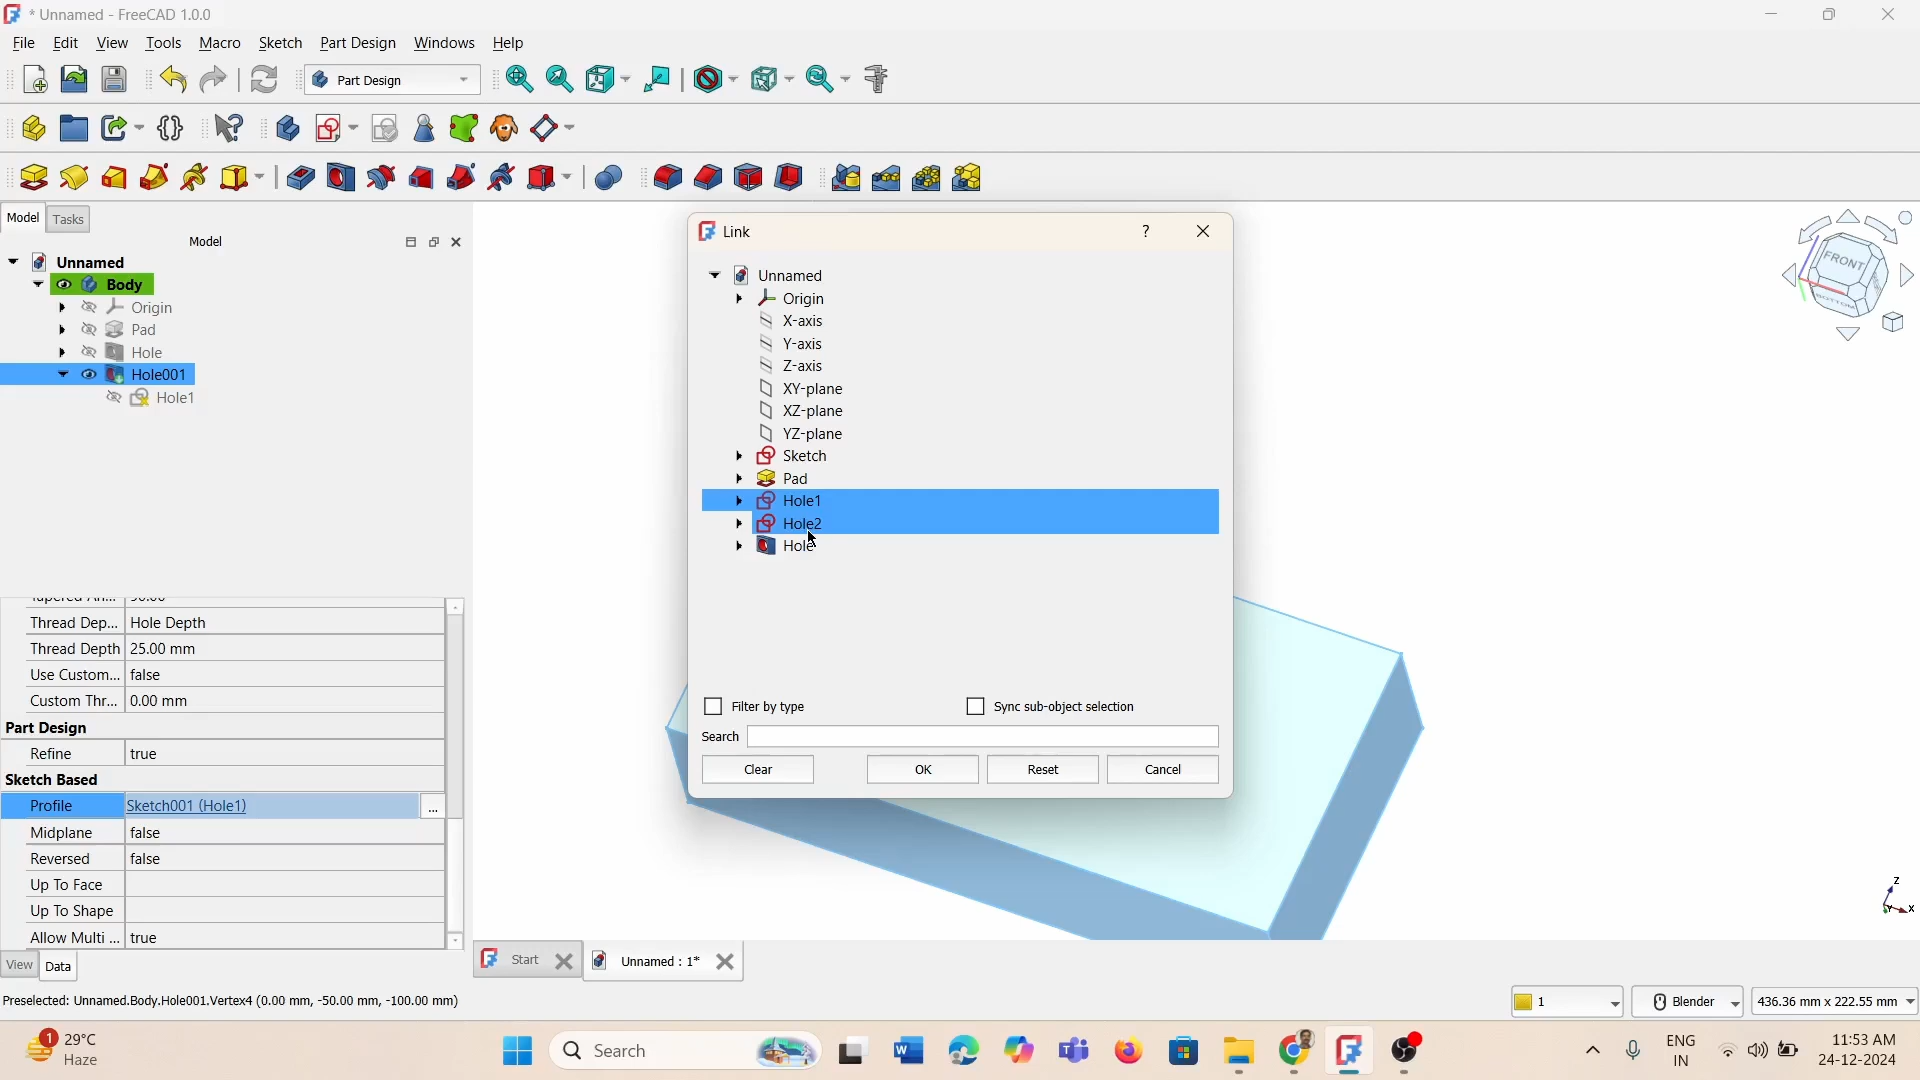 * Unnamed - FreeCAD 1.0.0
File Edit View Tools Macro Sketch Part Design Windows Help
Part Design
Model Tasks
Model
Unnamed
Body
Origin
Pad
Hole
Hole001
Hole1
Thread Dep... Hole Depth
Thread Depth 25.00 mm
Use Custom... false
Custom Thr... 0.00 mm
Part Design
Refine true
Sketch Based
Profile Sketch001 (Hole1) ...
Midplane false
Reversed false
Up To Face
Up To Shape
Allow Multi ... true
View Data
Link ?
Unnamed
Origin
X-axis
Y-axis
Z-axis
XY-plane
XZ-plane
YZ-plane
Sketch
Pad
Hole1
Hole2
Hole
Filter by type Sync sub-object selection
Search
Clear OK Reset Cancel
FRONT
BOTTOM
Z
X
Start Unnamed : 1*
Preselected: Unnamed.Body.Hole001.Vertex4 (0.00 mm, -50.00 mm, -100.00 mm)
1 Blender 436.36 mm x 222.55 mm
1 29°C
Haze
Search
ENG
IN
11:53 AM
24-12-2024